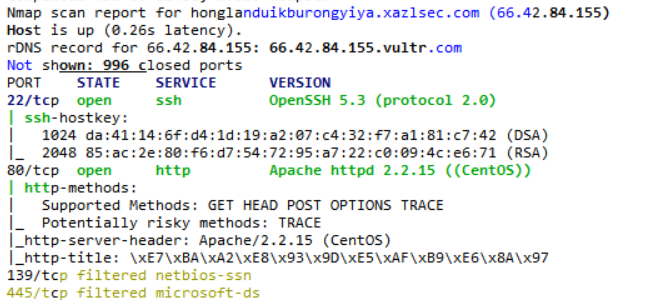 Nmap scan report for honglanduikburongyiya.xazlsec.com (66.42.84.155)
Host is up (0.26s latency).
rDNS record for 66.42.84.155: 66.42.84.155.vultr.com
Not shown: 996 closed ports
PORT    STATE    SERVICE      VERSION
22/tcp  open     ssh          OpenSSH 5.3 (protocol 2.0)
| ssh-hostkey:
|   1024 da:41:14:6f:d4:1d:19:a2:07:c4:32:f7:a1:81:c7:42 (DSA)
|_  2048 85:ac:2e:80:f6:d7:54:72:95:a7:22:c0:09:4c:e6:71 (RSA)
80/tcp  open     http         Apache httpd 2.2.15 ((CentOS))
| http-methods:
|   Supported Methods: GET HEAD POST OPTIONS TRACE
|_  Potentially risky methods: TRACE
|_http-server-header: Apache/2.2.15 (CentOS)
|_http-title: \xE7\xBA\xA2\xE8\x93\x9D\xE5\xAF\xB9\xE6\x8A\x97
139/tcp filtered netbios-ssn
445/tcp filtered microsoft-ds